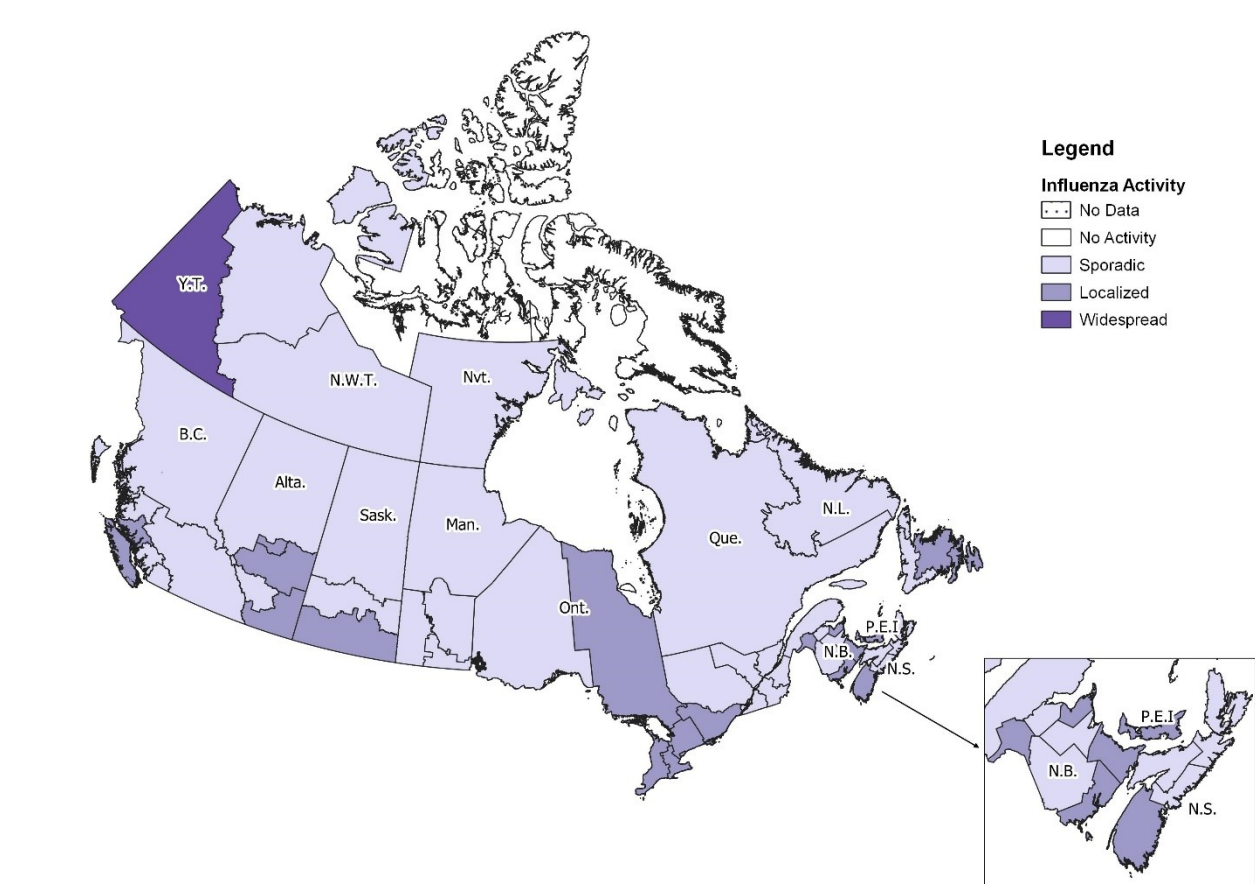 Legend
Influenza Activity
No Data
No Activity
Sporadic
Localized
Widespread
Y.T.
N.W.T.
Nvt.
B.C.
Alta.
Sask.
Man.
Ont.
Que.
N.L.
P.E.I
N.B.
N.S.
P.E.I
N.B.
N.S.